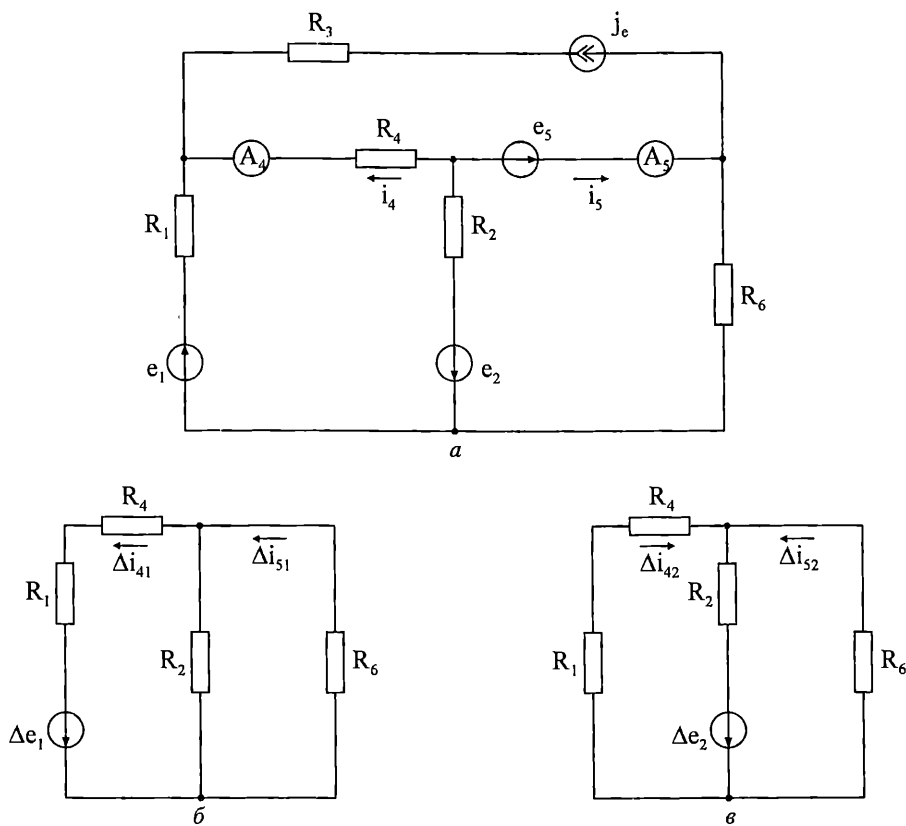 R₃
jₑ
A₄
R₄
e₅
A₅
i₄
i₅
R₁
R₂
R₆
e₁
e₂
а
R₄
R₄
Δi₄₁
Δi₅₁
Δi₄₂
Δi₅₂
R₁
R₂
R₂
R₆
R₁
R₆
Δe₁
Δe₂
б
в